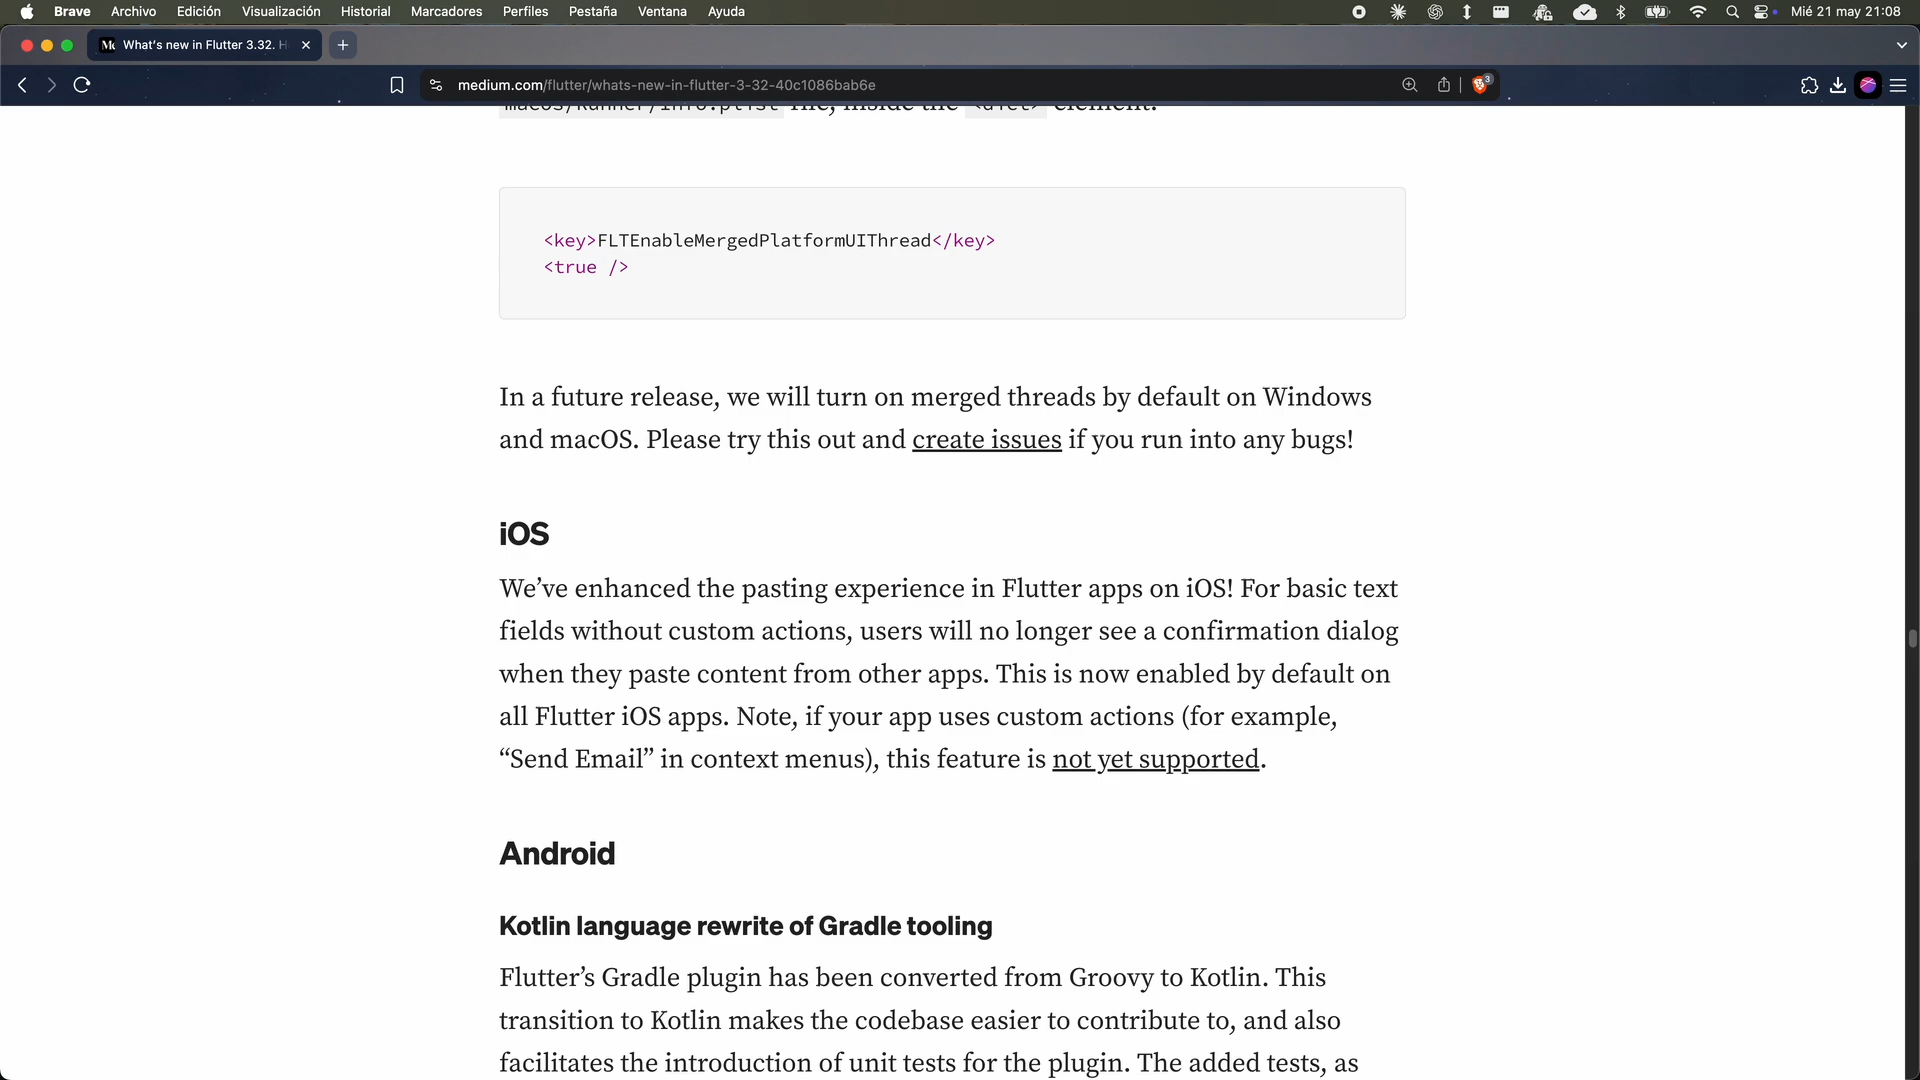 Brave Archivo Edición Visualización Historial Marcadores Perfiles Pestaña Ventana Ayuda Mié 21 may 21:08
What's new in Flutter 3.32. H
medium.com/flutter/whats-new-in-flutter-3-32-40c1086bab6e 3
macos/Runner/Info.plist file, inside the <dict> element.
<key>FLTEnableMergedPlatformUIThread</key>
<true />
In a future release, we will turn on merged threads by default on Windows
and macOS. Please try this out and create issues if you run into any bugs!
iOS
We've enhanced the pasting experience in Flutter apps on iOS! For basic text
fields without custom actions, users will no longer see a confirmation dialog
when they paste content from other apps. This is now enabled by default on
all Flutter iOS apps. Note, if your app uses custom actions (for example,
“Send Email” in context menus), this feature is not yet supported.
Android
Kotlin language rewrite of Gradle tooling
Flutter's Gradle plugin has been converted from Groovy to Kotlin. This
transition to Kotlin makes the codebase easier to contribute to, and also
facilitates the introduction of unit tests for the plugin. The added tests, as